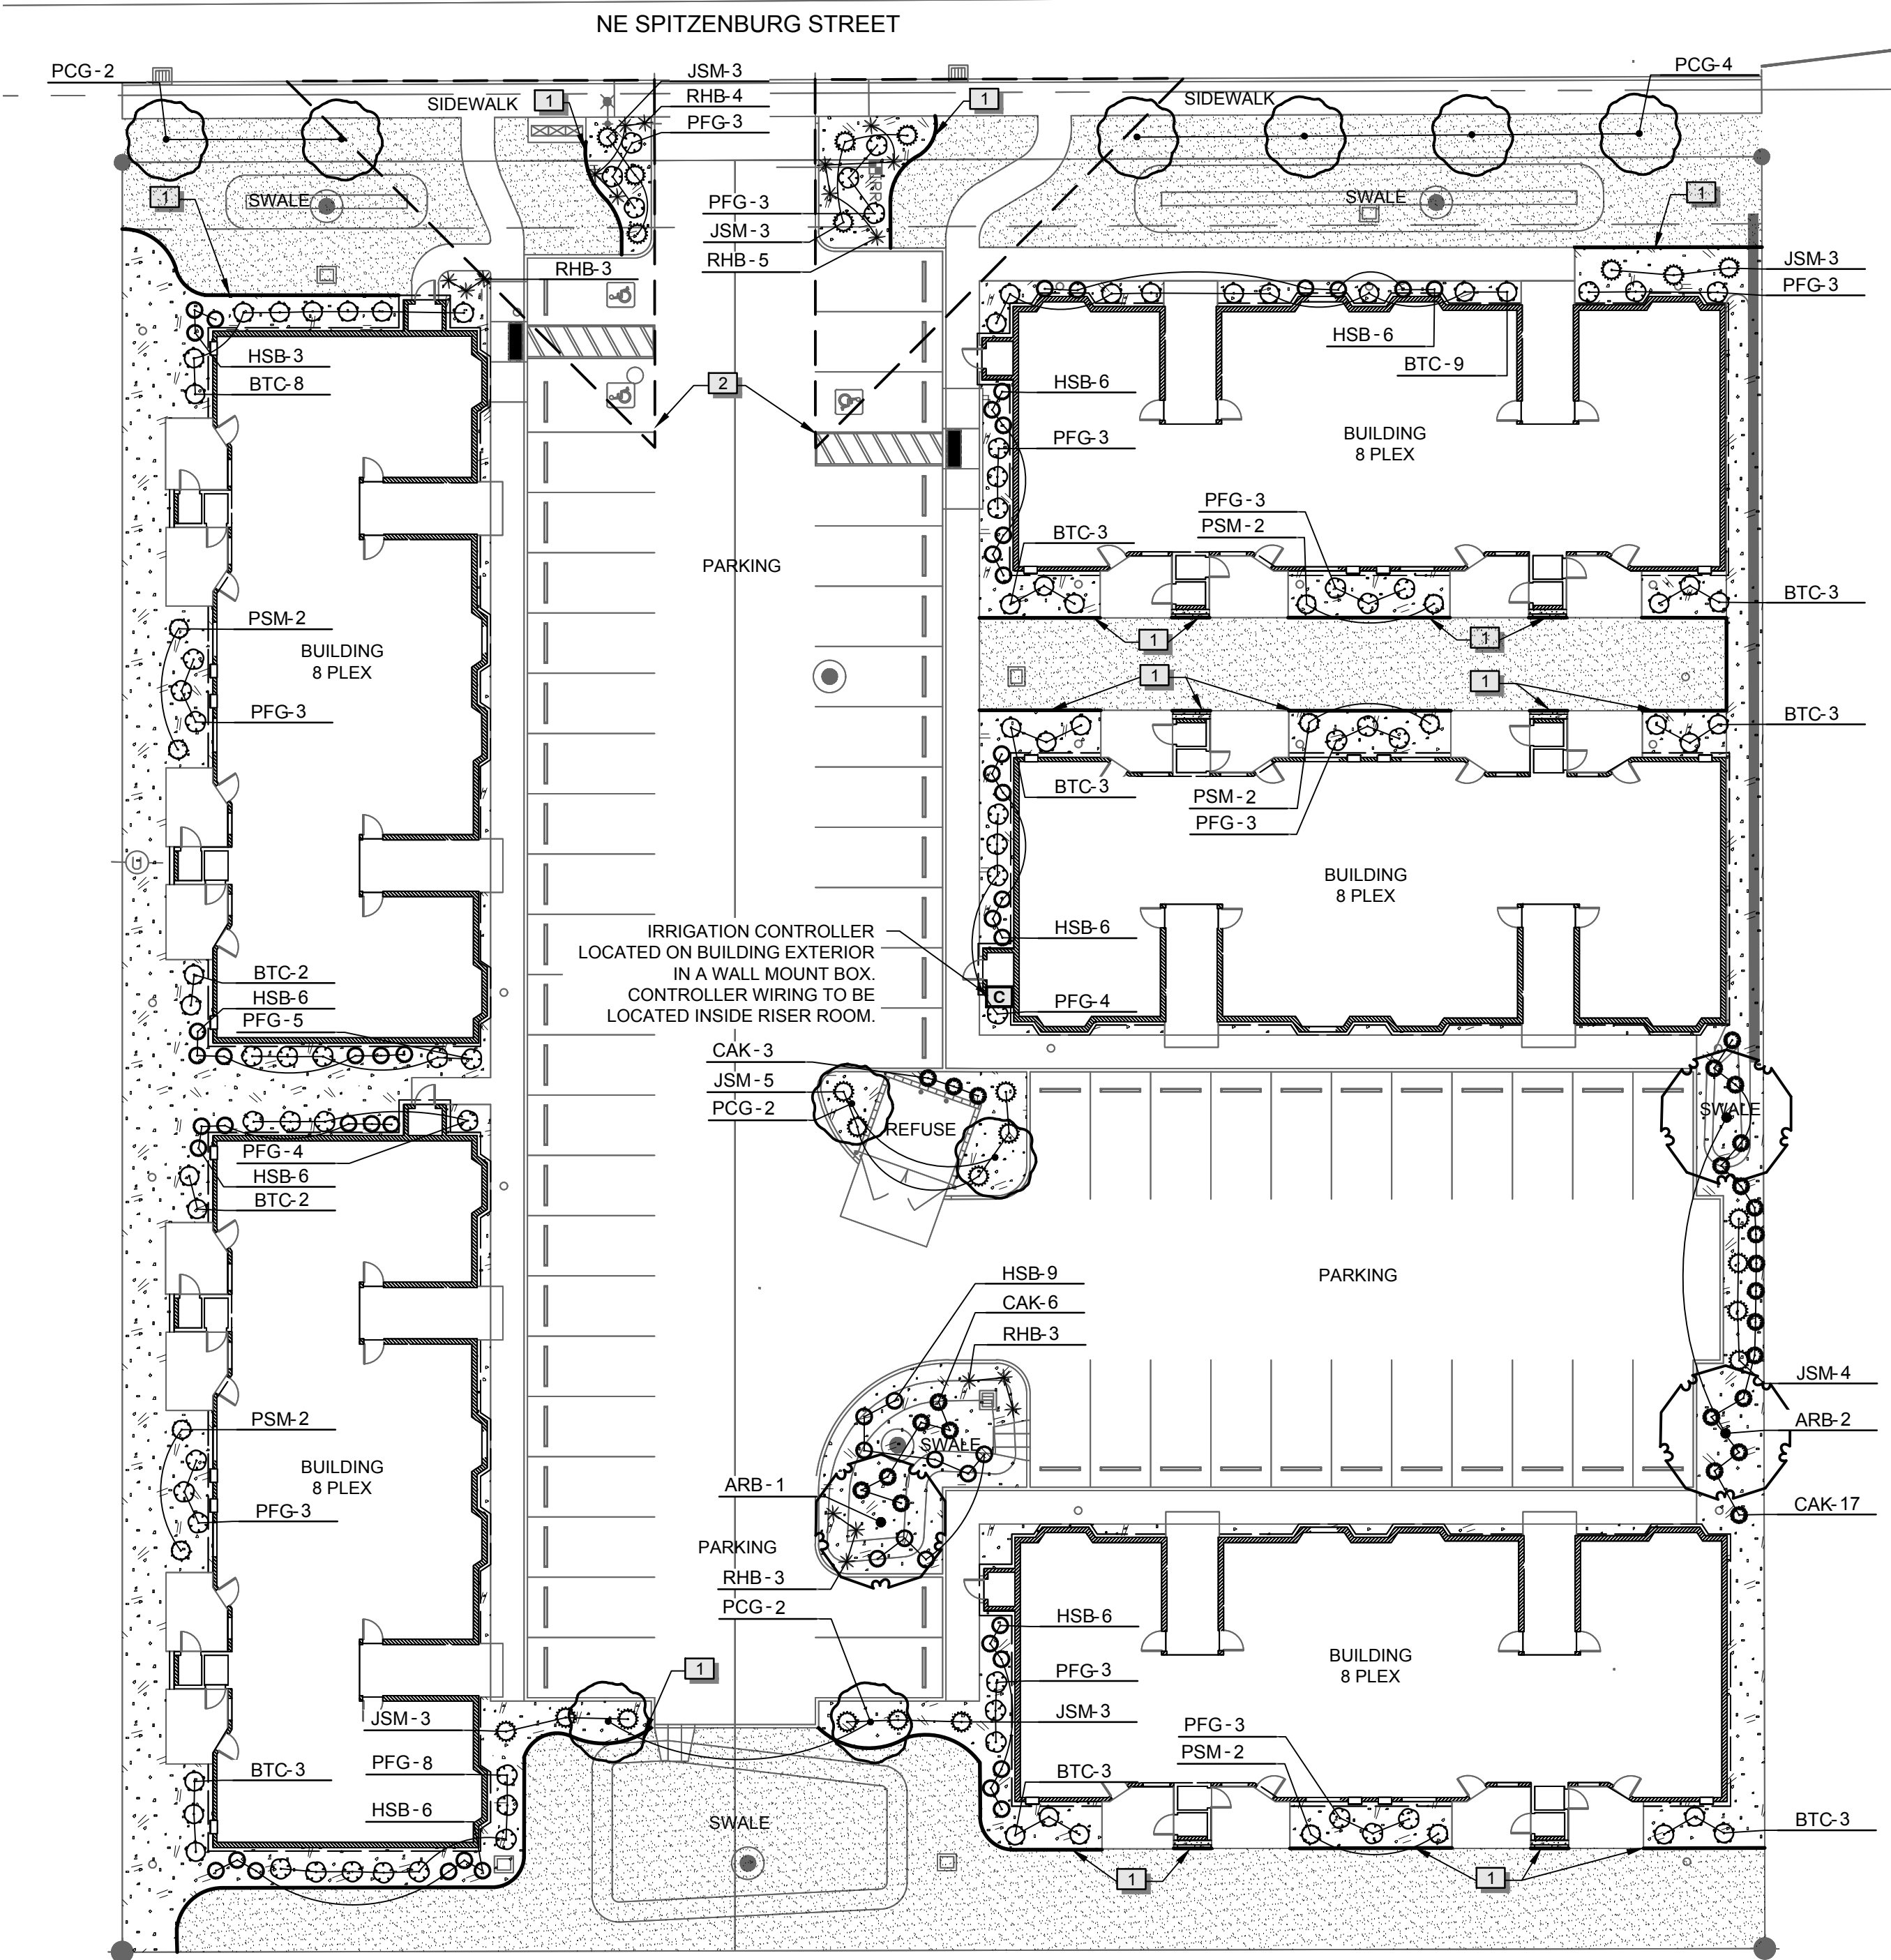 NE SPITZENBURG STREET
PCG-2
JSM-3
PCG-4
SIDEWALK
1
RHB-4
1
SIDEWALK
PFG-3
1
SWALE
PFG-3
SWALE
1
JSM-3
RHB-5
RHB-3
JSM-3
PFG-3
HSB-3
HSB-6
BTC-8
2
HSB-6
BTC-9
PFG-3
BUILDING
8 PLEX
PFG-3
PSM-2
BTC-3
PARKING
BTC-3
PSM-2
BUILDING
8 PLEX
1
1
1
1
PFG-3
BTC-3
BTC-3
PSM-2
PFG-3
BUILDING
8 PLEX
IRRIGATION CONTROLLER
LOCATED ON BUILDING EXTERIOR
IN A WALL MOUNT BOX.
CONTROLLER WIRING TO BE
LOCATED INSIDE RISER ROOM.
HSB-6
C
PFG-4
BTC-2
HSB-6
PFG-5
CAK-3
JSM-5
PCG-2
REFUSE
SWALE
PFG-4
HSB-6
BTC-2
HSB-9
CAK-6
RHB-3
PARKING
JSM-4
ARB-2
PSM-2
SWALE
BUILDING
8 PLEX
ARB-1
CAK-17
PFG-3
PARKING
RHB-3
PCG-2
HSB-6
1
PFG-3
BUILDING
8 PLEX
JSM-3
JSM-3
PFG-3
PSM-2
BTC-3
PFG-8
BTC-3
HSB-6
SWALE
BTC-3
1
1